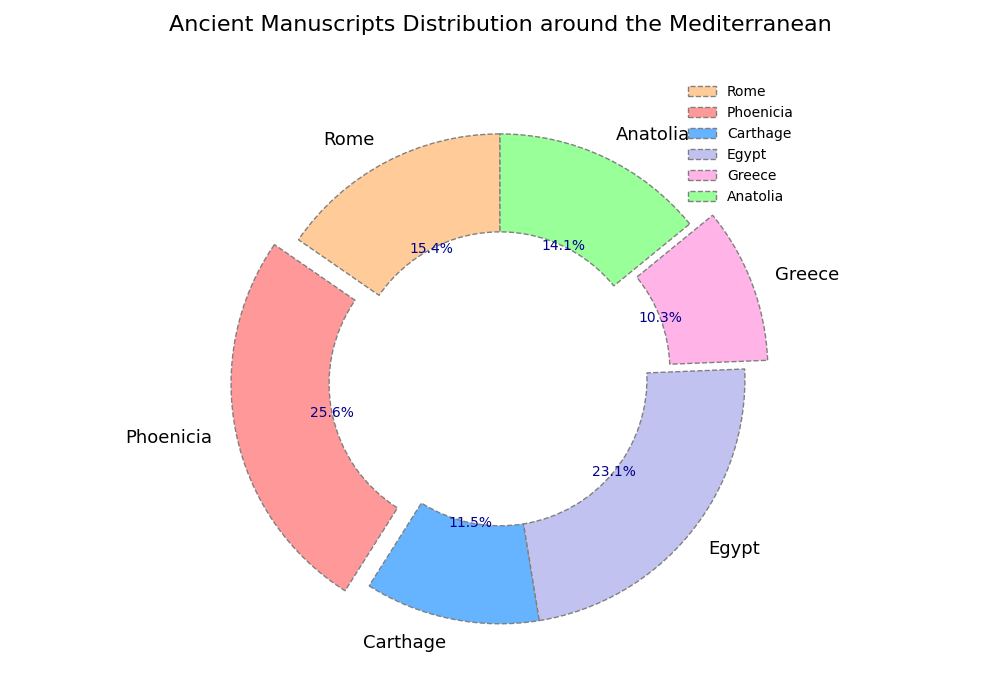 Ancient Manuscripts Distribution around the Mediterranean
Rome
Phoenicia
Carthage
Egypt
Greece
Anatolia
Anatolia
Rome
15.4%
14.1%
Greece
10.3%
25.6%
Phoenicia
23.1%
11.5%
Egypt
Carthage